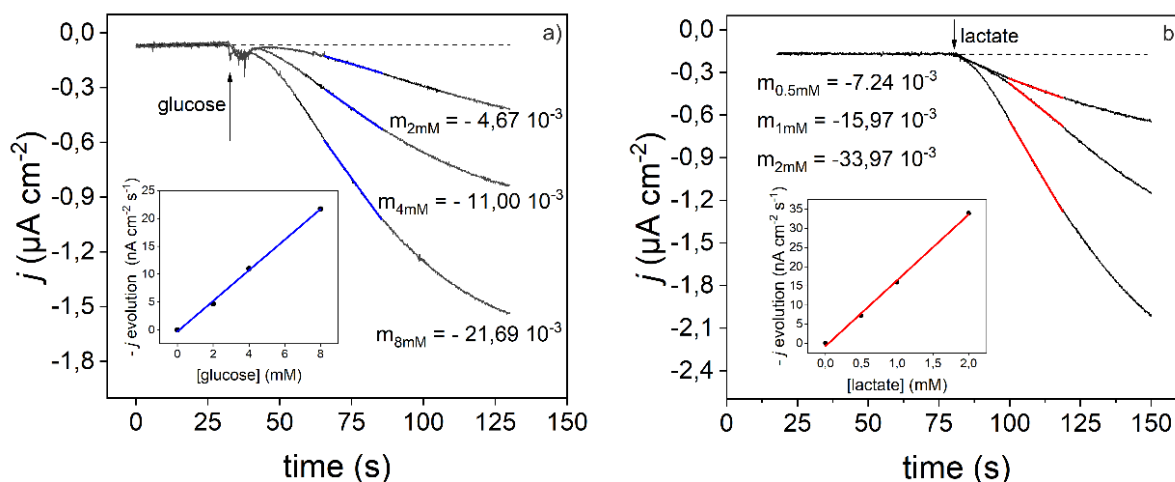 a)
0,0
-0,3
-0,6
-0,9
-1,2
-1,5
-1,8
j (µA cm-2)
glucose
m2mM = - 4,67 10-3
m4mM = - 11,00 10-3
m8mM = - 21,69 10-3
25
20
15
10
5
0
- j evolution (nA cm-2 s-1)
0 2 4 6 8
[glucose] (mM)
0 25 50 75 100 125 150
time (s)
b
0,0
-0,3
-0,6
-0,9
-1,2
-1,5
-1,8
-2,1
-2,4
j (µA cm-2)
lactate
m0.5mM = -7.24 10-3
m1mM = -15,97 10-3
m2mM = -33,97 10-3
35
30
25
20
15
10
5
0
- j evolution (nA cm-2 s-1)
0,0 0,5 1,0 1,5 2,0
[lactate] (mM)
0 25 50 75 100 125 150
time (s)